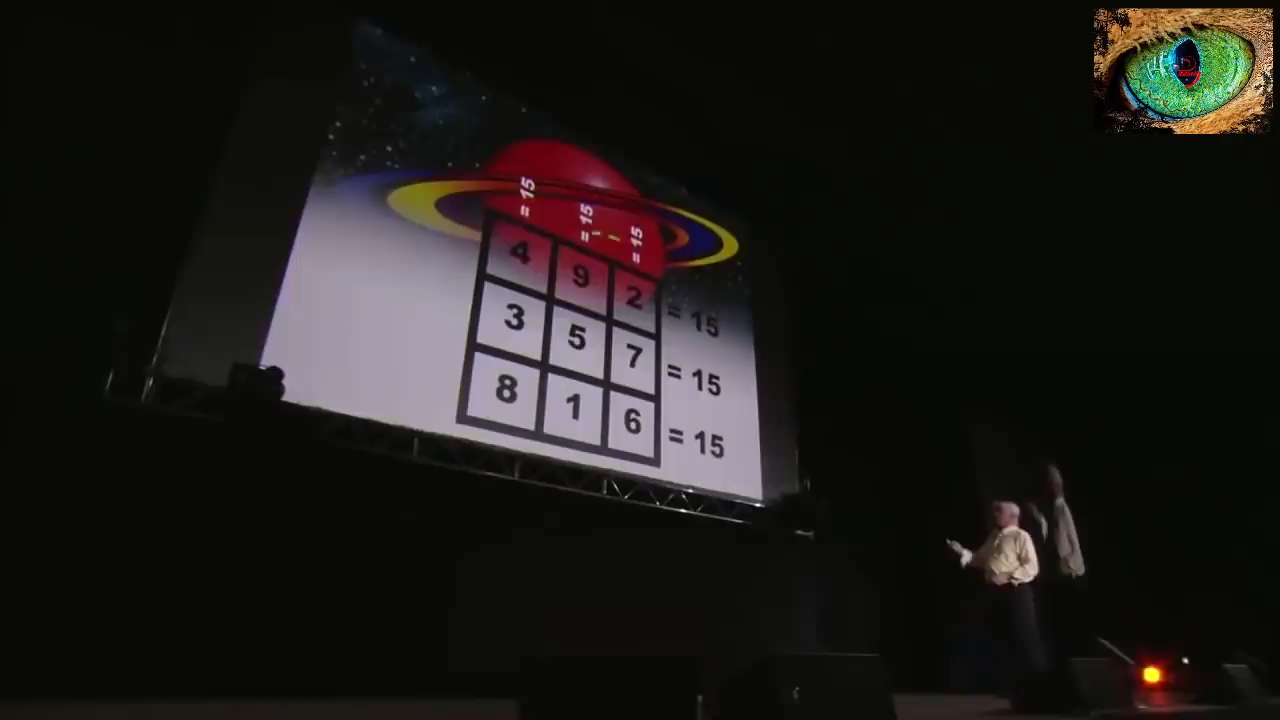 = 15
= 15
= 15
4 9 2 = 15
3 5 7 = 15
8 1 6 = 15